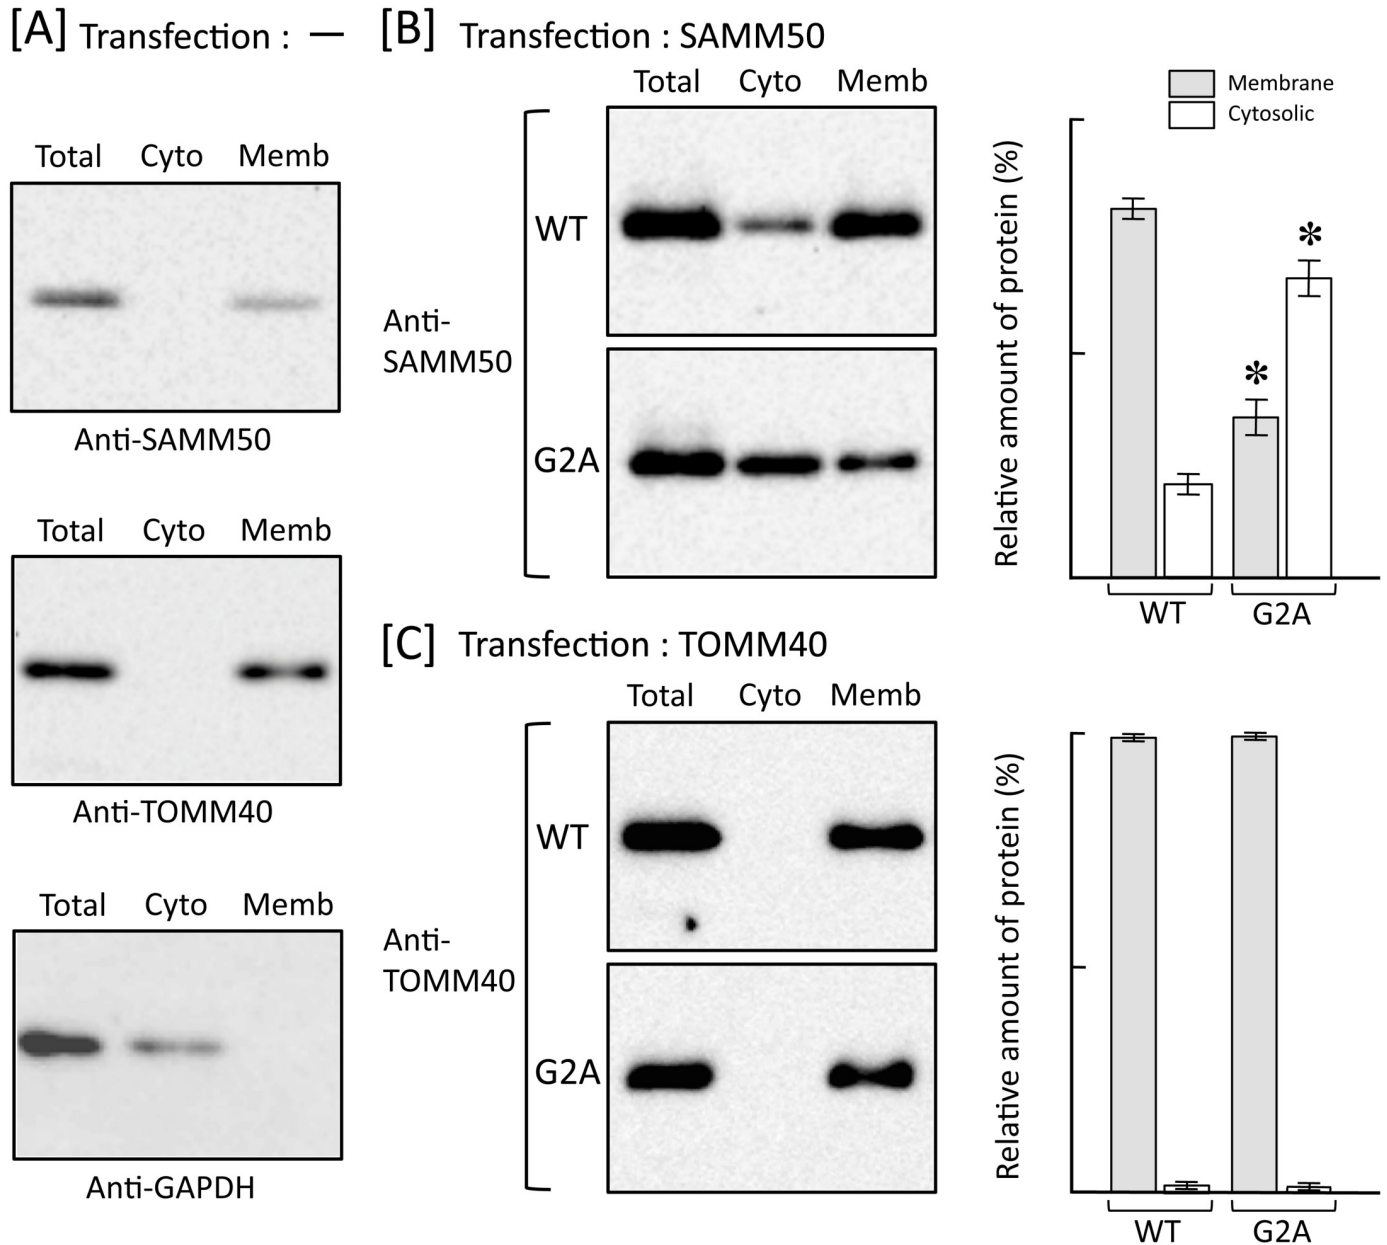 [A] Transfection : —
Total Cyto Memb
Anti-SAMM50
Total Cyto Memb
Anti-TOMM40
Total Cyto Memb
Anti-GAPDH
[B] Transfection : SAMM50
Total Cyto Memb
Anti-
SAMM50
WT
G2A
Membrane
Cytosolic
Relative amount of protein (%)
*
*
WT G2A
[C] Transfection : TOMM40
Total Cyto Memb
Anti-
TOMM40
WT
G2A
Relative amount of protein (%)
WT G2A